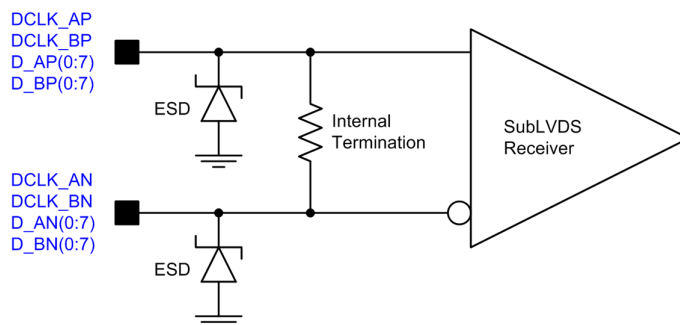 DCLK_AP
DCLK_BP
D_AP(0:7)
D_BP(0:7)
ESD
Internal
Termination
SubLVDS
Receiver
DCLK_AN
DCLK_BN
D_AN(0:7)
D_BN(0:7)
ESD